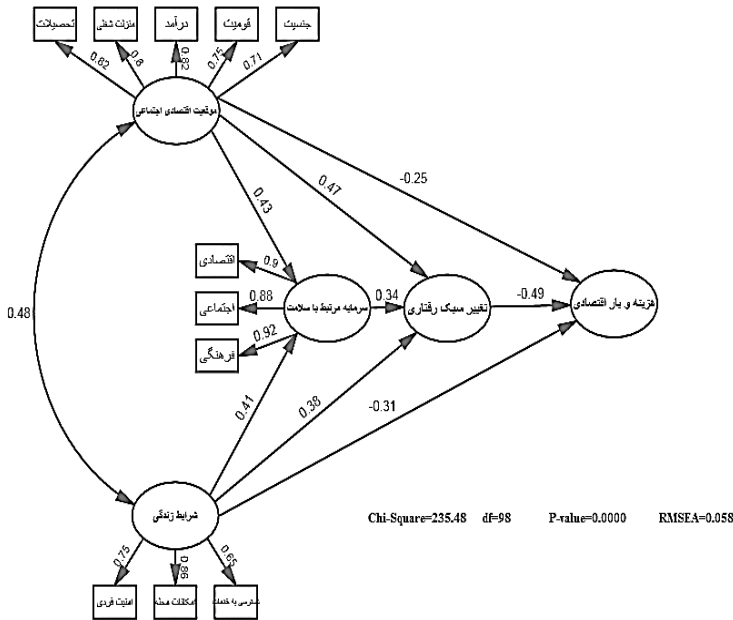 تحصیلات
منزلت شغلی
درآمد
قومیت
جنسیت
0.82
0.8
0.82
0.75
0.71
موقعیت اقتصادی اجتماعی
-0.25
0.47
0.43
اقتصادی
0.9
اجتماعی
0.88
فرهنگی
0.92
سرمایه مرتبط با سلامت
0.34
تغییر سبک رفتاری
-0.49
هزینه و بار اقتصادی
0.48
0.41
0.38
-0.31
شرایط زندگی
0.75
0.86
0.65
امنیت فردی
امکانات محله
دسترسی به خدمات
Chi-Square=235.48 df=98 P-value=0.0000 RMSEA=0.058